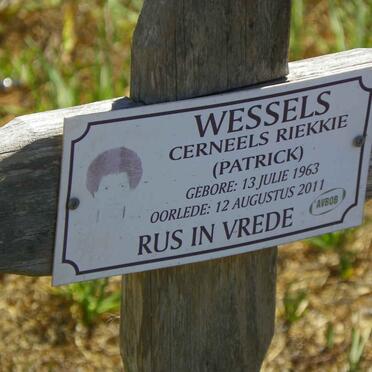 WESSELS
CERNEELS RIEKKIE
(PATRICK)
GEBORE: 13 JULIE 1963
OORLEDE: 12 AUGUSTUS 2011
RUS IN VREDE
AVBOB